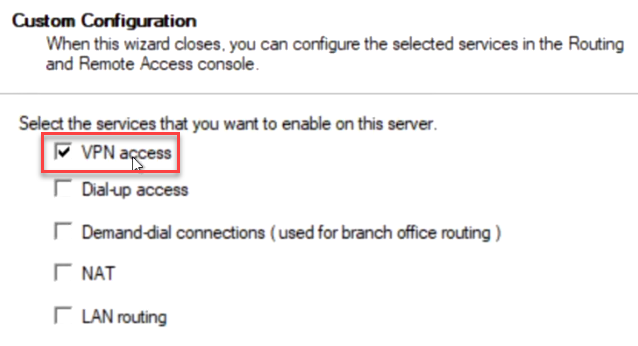 Custom Configuration
When this wizard closes, you can configure the selected services in the Routing
and Remote Access console.
Select the services that you want to enable on this server.
VPN access
Dial-up access
Demand-dial connections ( used for branch office routing )
NAT
LAN routing